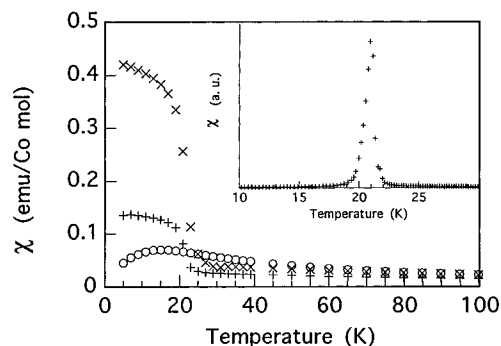 0.5
0.4
0.3
0.2
0.1
0
χ (emu/Co mol)
0 20 40 60 80 100
Temperature (K)
χ (a. u.)
10 15 20 25
Temperature (K)